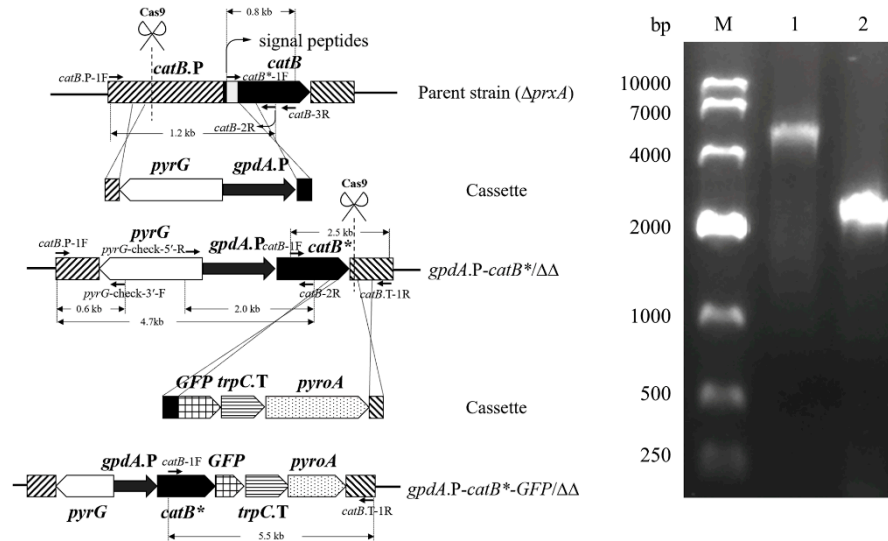 Cas9
0.8 kb
signal peptides
catB.P
catB
catB.P-1F
catB*-1F
Parent strain (ΔprxA)
catB-3R
catB-2R
1.2 kb
pyrG
gpdA.P
Cassette
Cas9
2.5 kb
pyrG
gpdA.P
catB-1F
catB*
catB.P-1F
pyrG-check-5'-R
gpdA.P-catB*/ΔΔ
pyrG-check-3'-F
catB-2R
catB.T-1R
0.6 kb
2.0 kb
4.7kb
GFP trpC.T
pyroA
Cassette
gpdA.P
catB-1F
GFP
pyroA
gpdA.P-catB*-GFP/ΔΔ
pyrG
catB*
trpC.T
catB.T-1R
5.5 kb
bp
M
1
2
10000
7000
4000
2000
1000
500
250